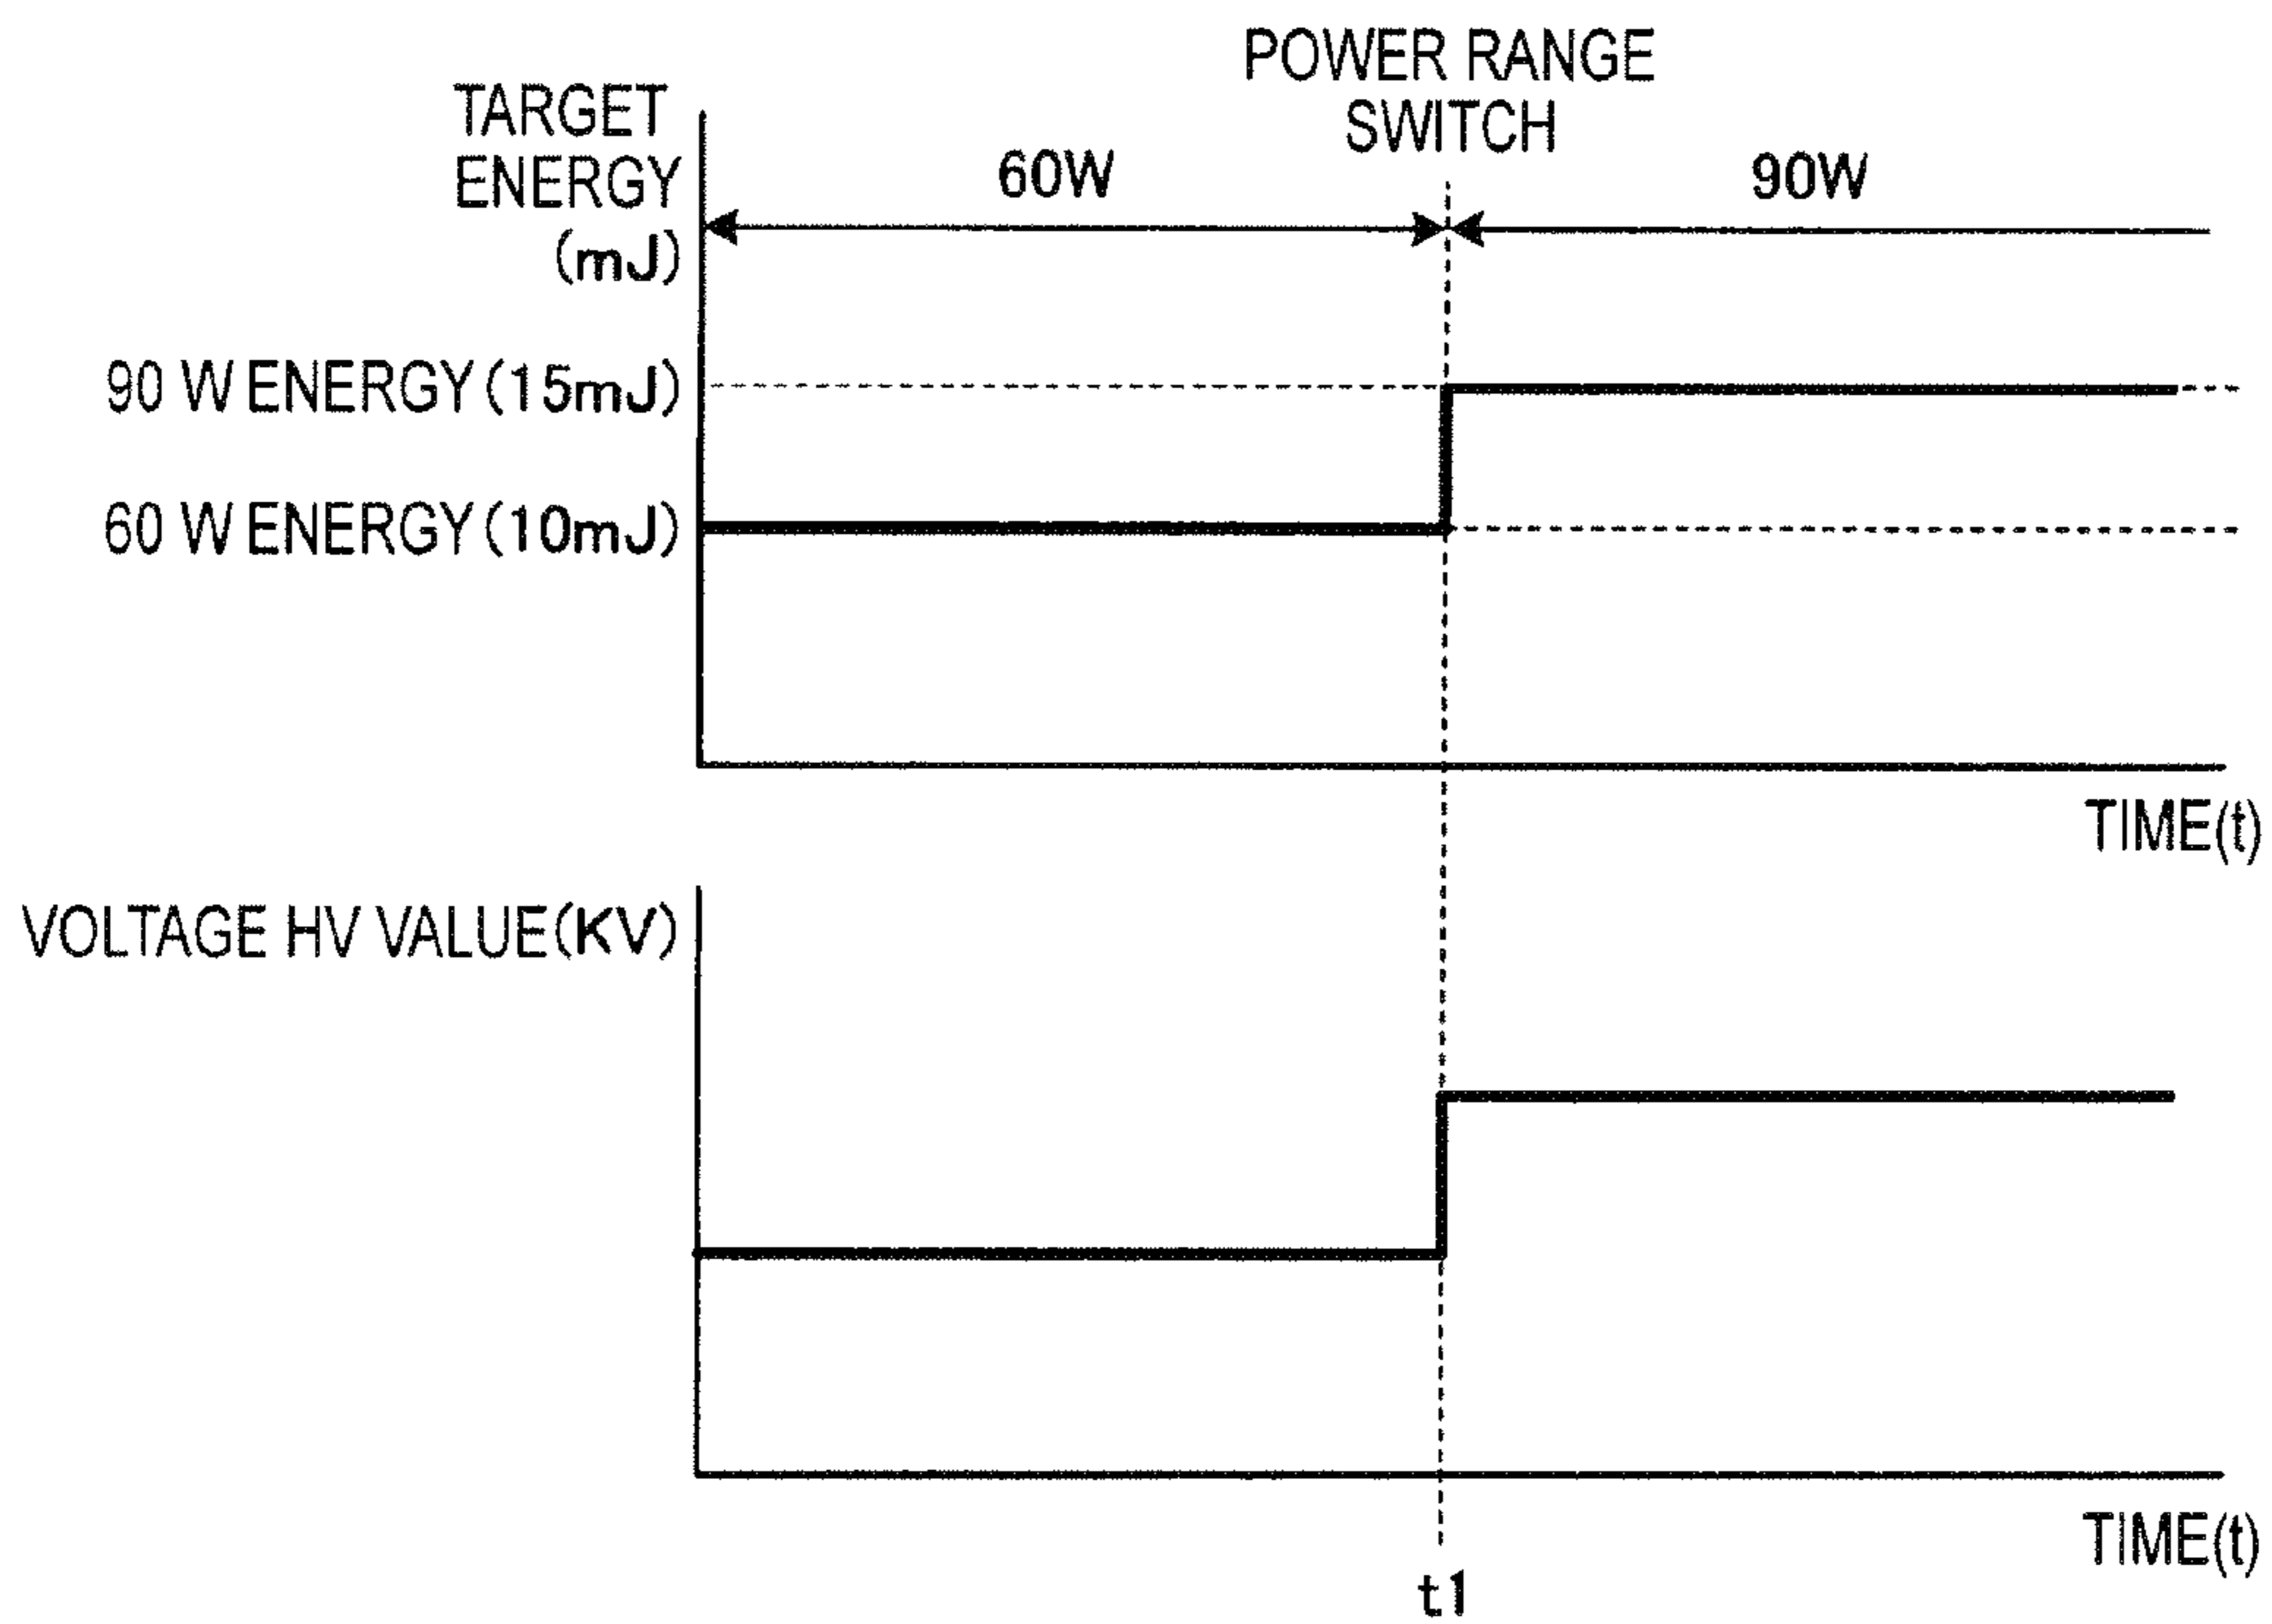 POWER RANGE
SWITCH
TARGET
ENERGY
(mJ)
60W
90W
90 W ENERGY(15mJ)
60 W ENERGY(10mJ)
TIME(t)
VOLTAGE HV VALUE(KV)
TIME(t)
t1